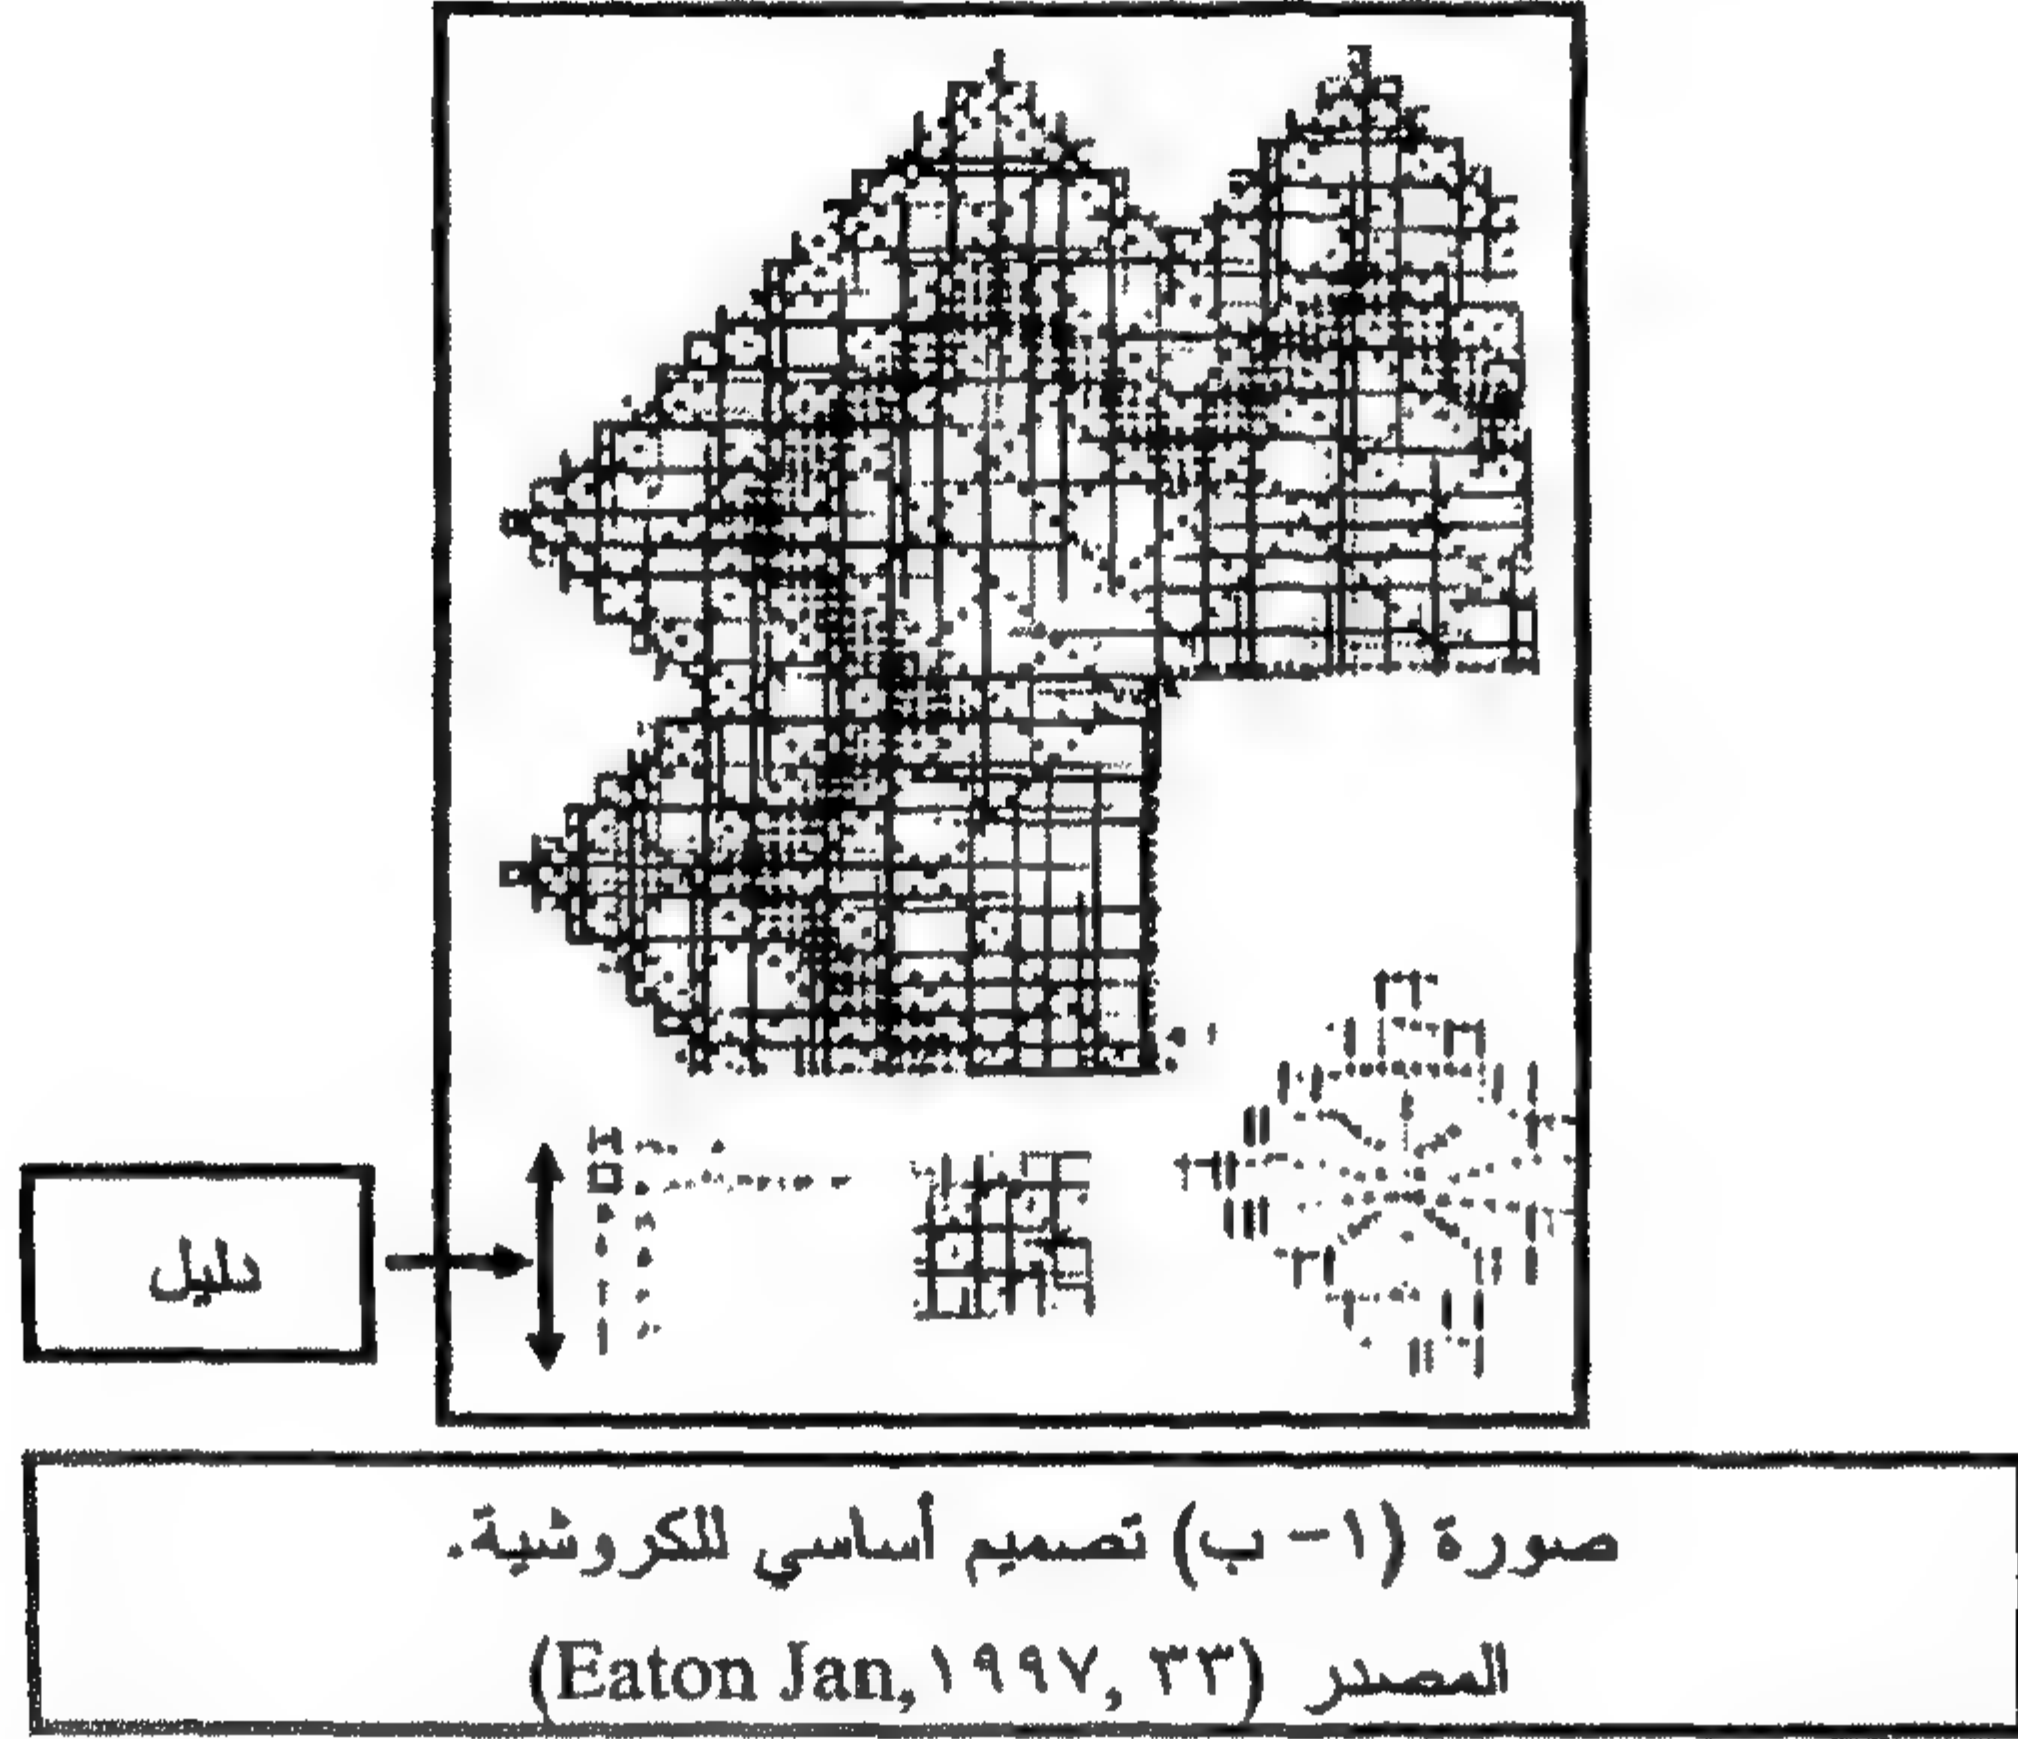 دليل
صورة (١- ب) تصميم أساسي للكروشية.
المصدر (Eaton Jan, ١٩٩٧, ٣٣)